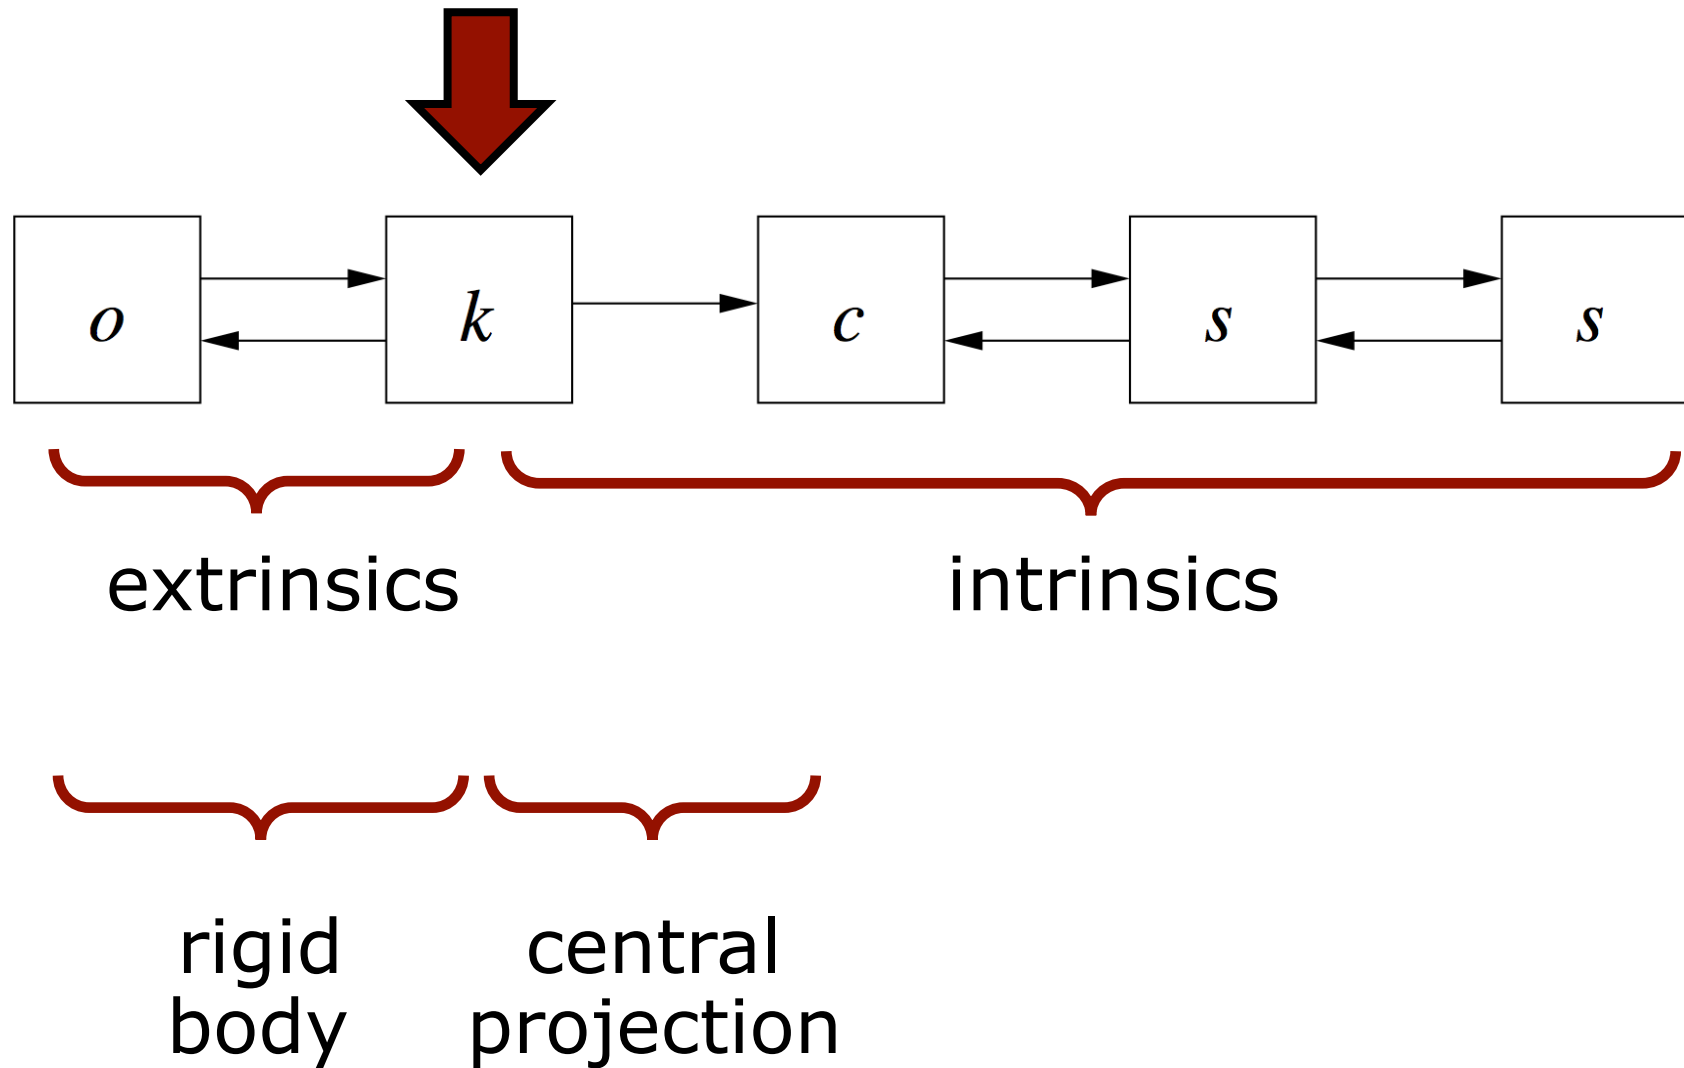 o k c s s
extrinsics intrinsics
rigid central
body projection